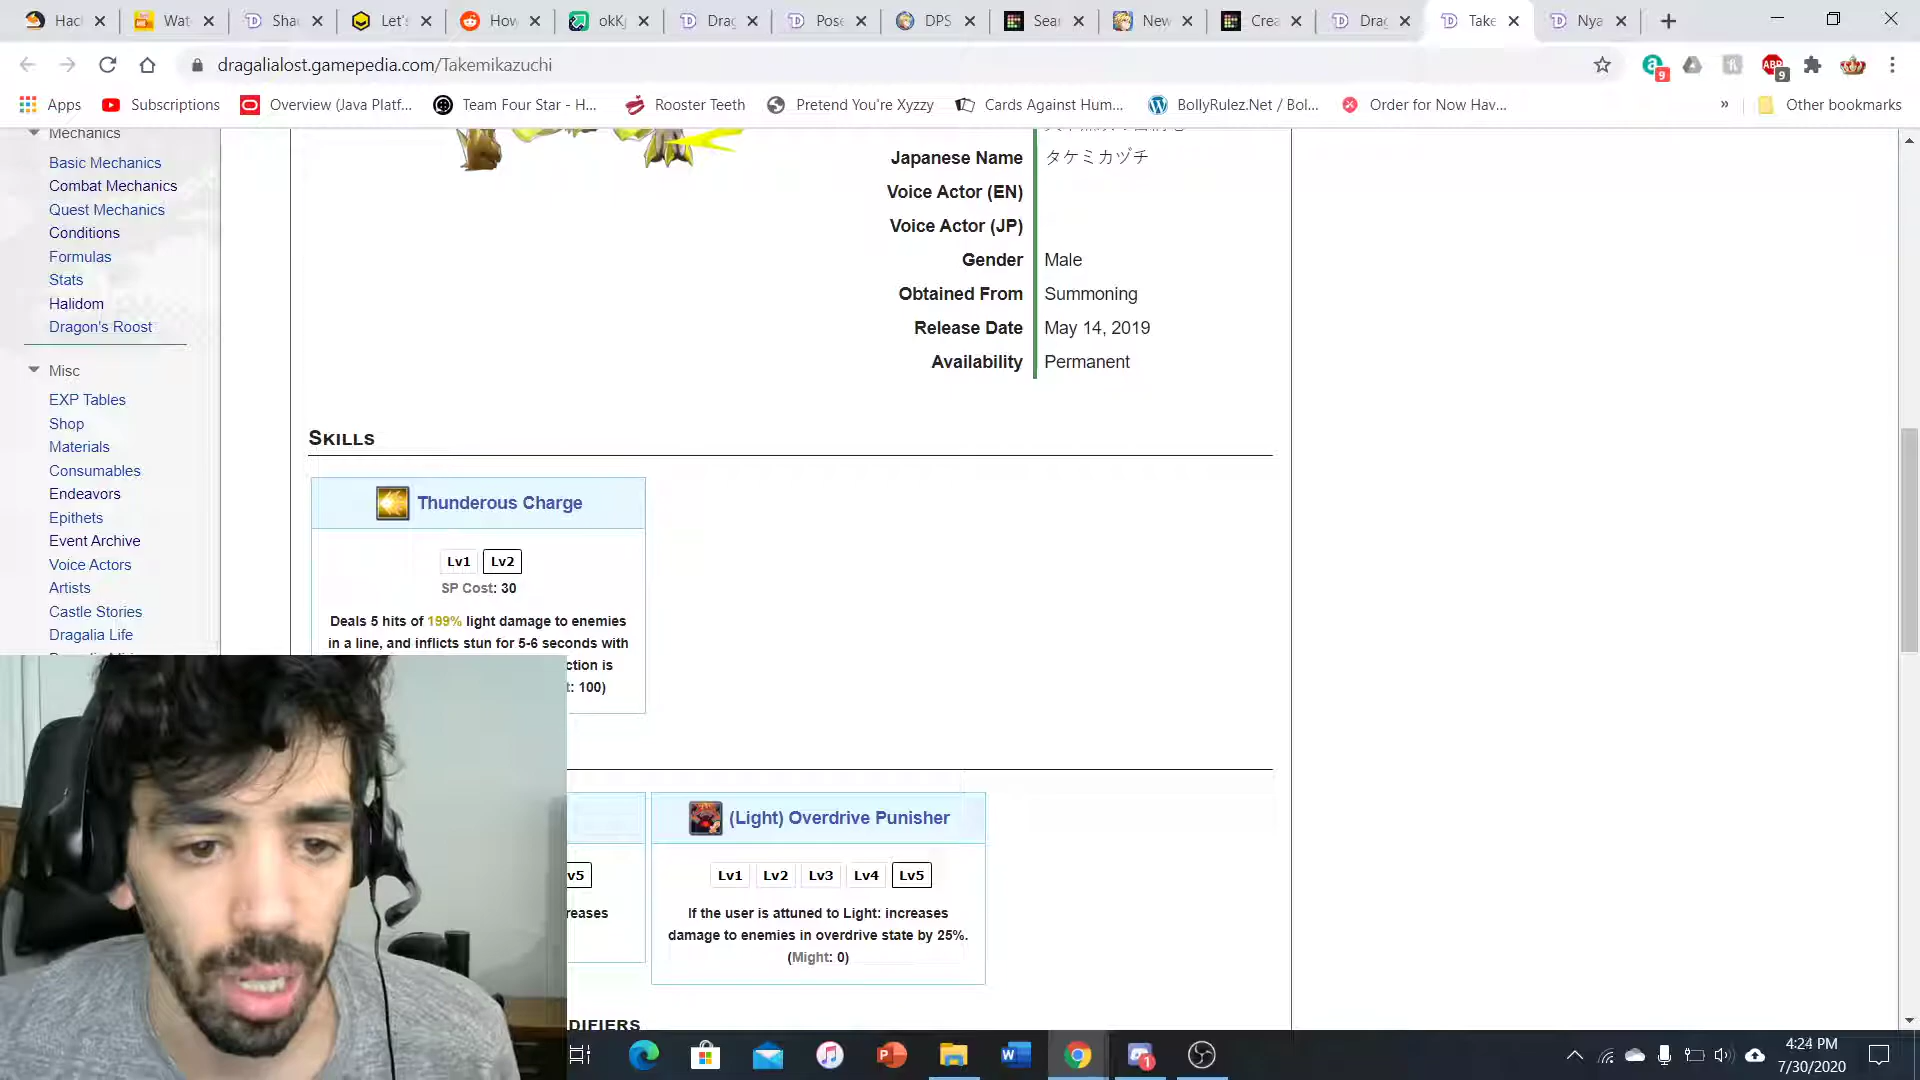 Hack
Wat
Sha
Let's
How
okK
Drag
Pose
DPS
Sear
New
Crea
Drag
Take
Nya
dragalialost.gamepedia.com/Takemikazuchi
9
ABP
9
Apps
Subscriptions
Overview (Java Platf...
Team Four Star - H...
Rooster Teeth
Pretend You're Xyzzy
Cards Against Hum...
BollyRulez.Net / Bol...
Order for Now Hav...
»
Other bookmarks
Mechanics
Basic Mechanics
Combat Mechanics
Quest Mechanics
Conditions
Formulas
Stats
Halidom
Dragon's Roost
Misc
EXP Tables
Shop
Materials
Consumables
Endeavors
Epithets
Event Archive
Voice Actors
Artists
Castle Stories
Dragalia Life
Japanese Name タケミカヅチ
Voice Actor (EN)
Voice Actor (JP)
Gender Male
Obtained From Summoning
Release Date May 14, 2019
Availability Permanent
SKILLS
Thunderous Charge
Lv1 Lv2
SP Cost: 30
Deals 5 hits of 199% light damage to enemies
in a line, and inflicts stun for 5-6 seconds with
ction is
t: 100)
v5
reases
(Light) Overdrive Punisher
Lv1 Lv2 Lv3 Lv4 Lv5
If the user is attuned to Light: increases
damage to enemies in overdrive state by 25%.
(Might: 0)
DIFIERS
1
4:24 PM
7/30/2020